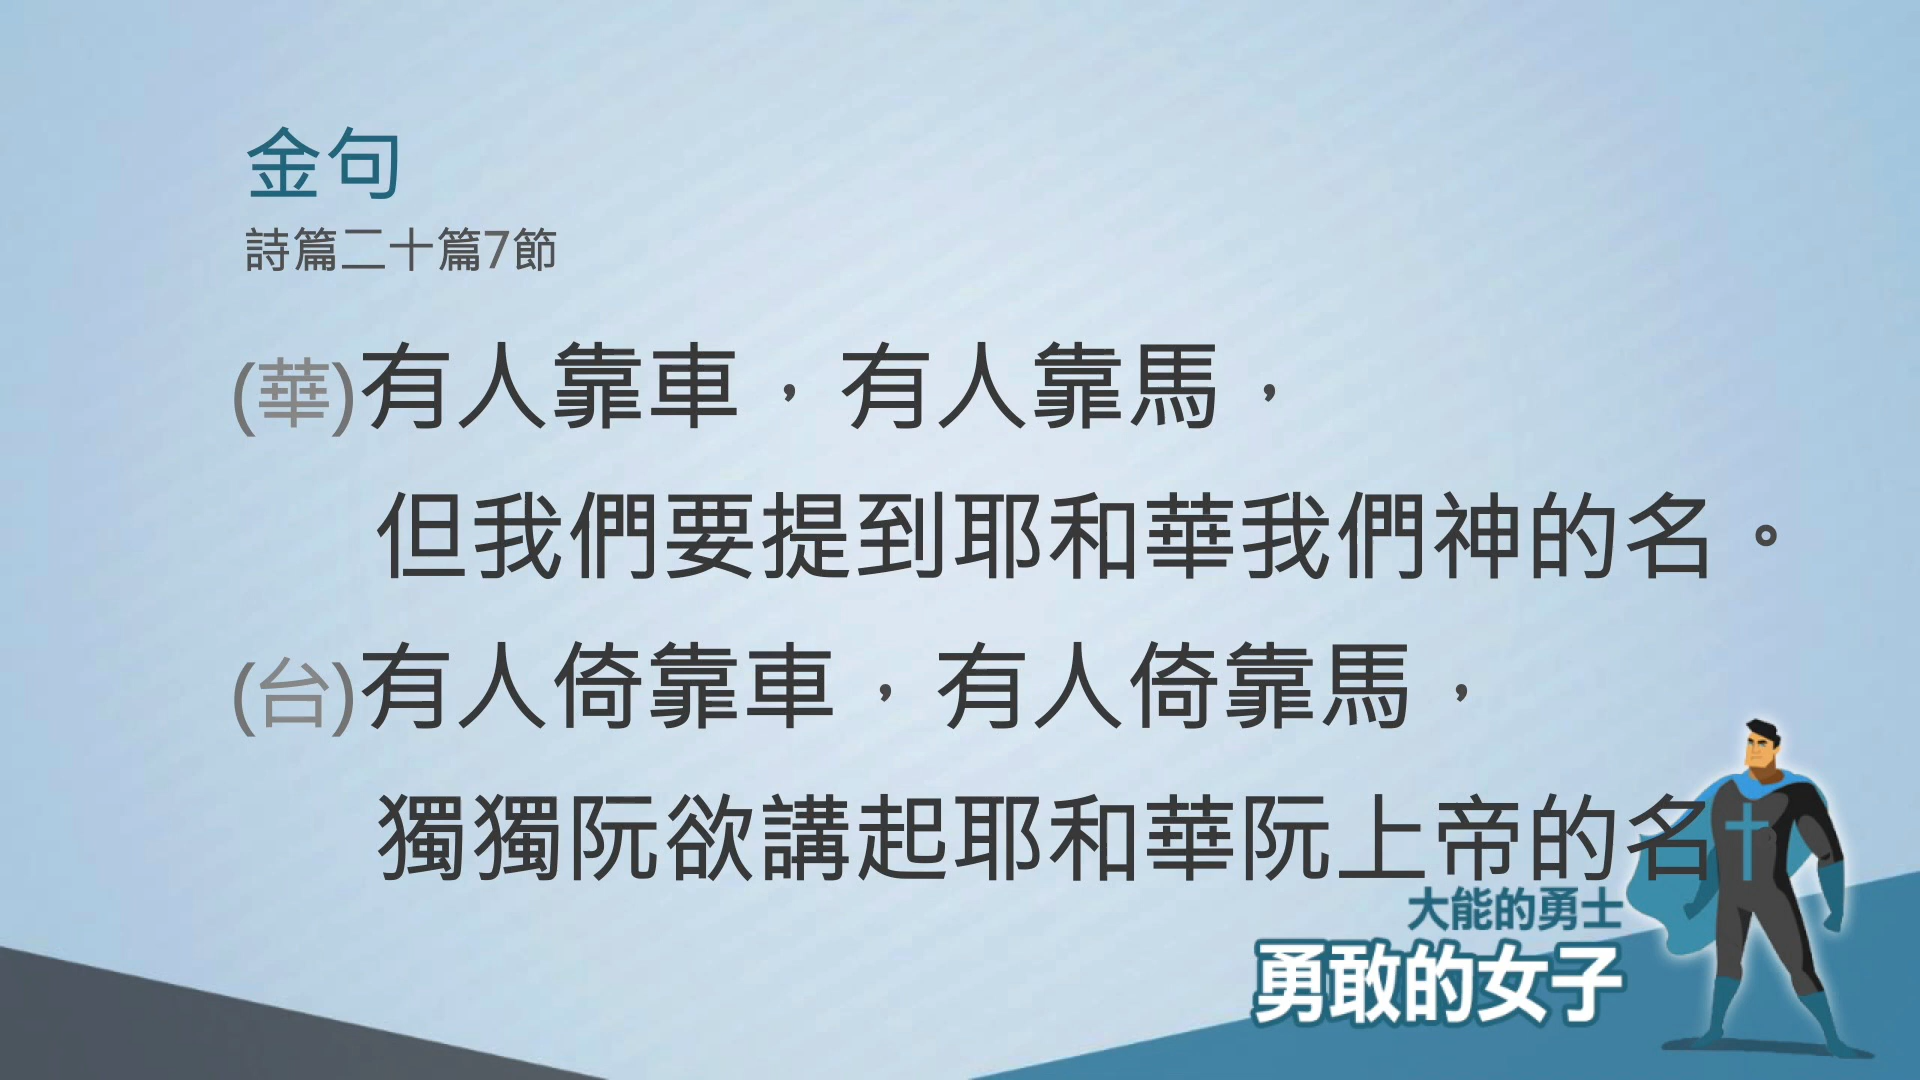 金句
詩篇二十篇7節
(華)有人靠車，有人靠馬，
但我們要提到耶和華我們神的名。
(台)有人倚靠車，有人倚靠馬，
獨獨阮欲講起耶和華阮上帝的名
大能的勇士
勇敢的女子